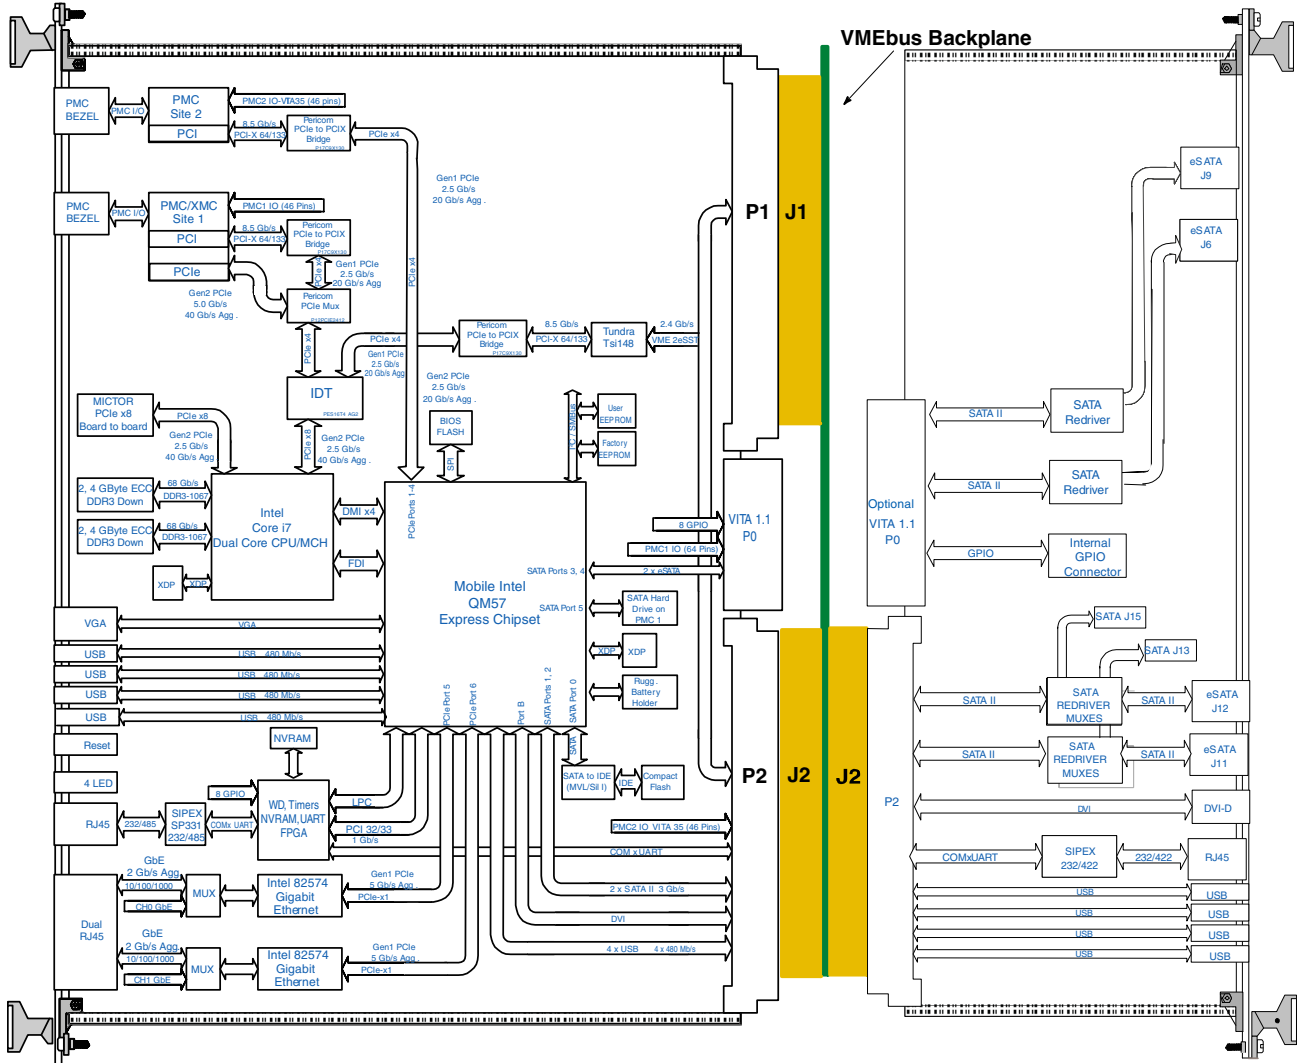 VMEbus Backplane
PMC
BEZEL
PMC I/O
PMC
Site 2
PCI
PMC2 IO-VITA35 (46 pins)
8.5 Gb/s
PCI-X 64/133
Pericom
PCIe to PCIX
Bridge
P17C9X130
PCIe x4
Gen1 PCIe
2.5 Gb/s
20 Gb/s Agg .
PMC
BEZEL
PMC I/O
PMC/XMC
Site 1
PCI
PCIe
PMC1 IO (46 Pins)
8.5 Gb/s
PCI-X 64/133
Pericom
PCIe to PCIX
Bridge
P17C9X130
PCIe x4
Gen1 PCIe
2.5 Gb/s
20 Gb/s Agg
PCIe x4
Gen2 PCIe
5.0 Gb/s
40 Gb/s Agg .
Pericom
PCIe Mux
P12PCIE2412
PCIe x4
PCIe x4
Gen1 PCIe
2.5 Gb/s
20 Gb/s Agg
Pericom
PCIe to PCIX
Bridge
P17C9X130
8.5 Gb/s
PCI-X 64/133
Tundra
Tsi148
2.4 Gb/s
VME 2eSST
P1
J1
IDT
PES16T4 AG2
Gen2 PCIe
2.5 Gb/s
20 Gb/s Agg .
MICTOR
PCIe x8
Board to board
PCIe x8
Gen2 PCIe
2.5 Gb/s
40 Gb/s Agg .
PCIe x8
Gen2 PCIe
2.5 Gb/s
40 Gb/s Agg .
BIOS
FLASH
SPI
I²C / SMBus
User
EEPROM
Factory
EEPROM
2, 4 GByte ECC
DDR3 Down
68 Gb/s
DDR3-1067
2, 4 GByte ECC
DDR3 Down
68 Gb/s
DDR3-1067
XDP
XDP
Intel
Core i7
Dual Core CPU/MCH
DMI x4
FDI
PCIe Ports 1-4
Mobile Intel
QM57
Express Chipset
SATA Ports 3, 4
SATA Port 5
PCIe Port 5
PCIe Port 6
Port B
SATA Ports 1, 2
SATA Port 0
8 GPIO
PMC1 IO (64 Pins)
2 x eSATA
VITA 1.1
P0
SATA Hard
Drive on
PMC 1
XDP
XDP
Rugg .
Battery
Holder
VGA
VGA
USB
USB 480 Mb/s
USB
USB 480 Mb/s
USB
USB 480 Mb/s
USB
USB 480 Mb/s
Reset
4 LED
NVRAM
8 GPIO
RJ45
232/485
SIPEX
SP331
232/485
COMx UART
WD, Timers
NVRAM,UART
FPGA
LPC
PCI 32/33
1 Gb/s
COM xUART
SATA
SATA to IDE
(MVL/Sil I)
IDE
Compact
Flash
PMC2 IO VITA 35 (46 Pins)
P2
J2
J2
Dual
RJ45
GbE
2 Gb/s Agg.
10/100/1000
CH0 GbE
MUX
Intel 82574
Gigabit
Ethernet
Gen1 PCIe
5 Gb/s Agg .
PCIe-x1
GbE
2 Gb/s Agg.
10/100/1000
CH1 GbE
MUX
Intel 82574
Gigabit
Ethernet
Gen1 PCIe
5 Gb/s Agg .
PCIe-x1
2 x SATA II 3 Gb/s
DVI
4 x USB 4 x 480 Mb/s
eSATA
J9
eSATA
J6
SATA II
SATA
Redriver
SATA II
SATA
Redriver
Optional
VITA 1.1
P0
GPIO
Internal
GPIO
Connector
SATA J15
SATA J13
P2
SATA II
SATA
REDRIVER
MUXES
SATA II
eSATA
J12
SATA II
SATA
REDRIVER
MUXES
SATA II
eSATA
J11
DVI
DVI-D
COMxUART
SIPEX
232/422
232/422
RJ45
USB
USB
USB
USB
USB
USB
USB
USB